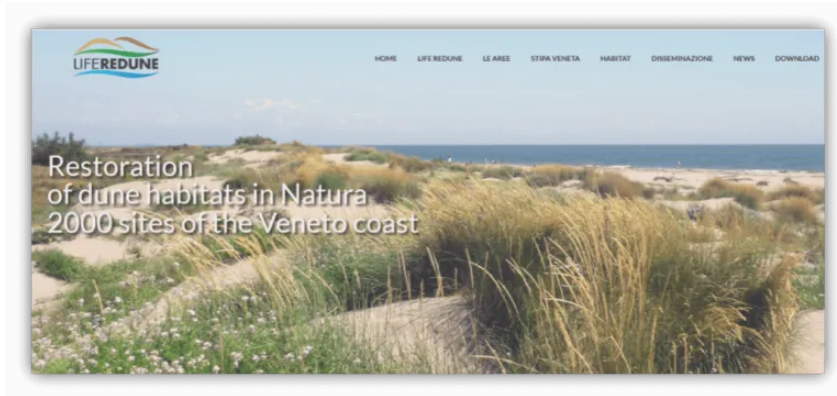 LIFEREDUNE
HOME LIFE REDUNE LE AREE STIPA VENETA HABITAT DISSEMINAZIONE NEWS DOWNLOAD
Restoration
of dune habitats in Natura
2000 sites of the Veneto coast